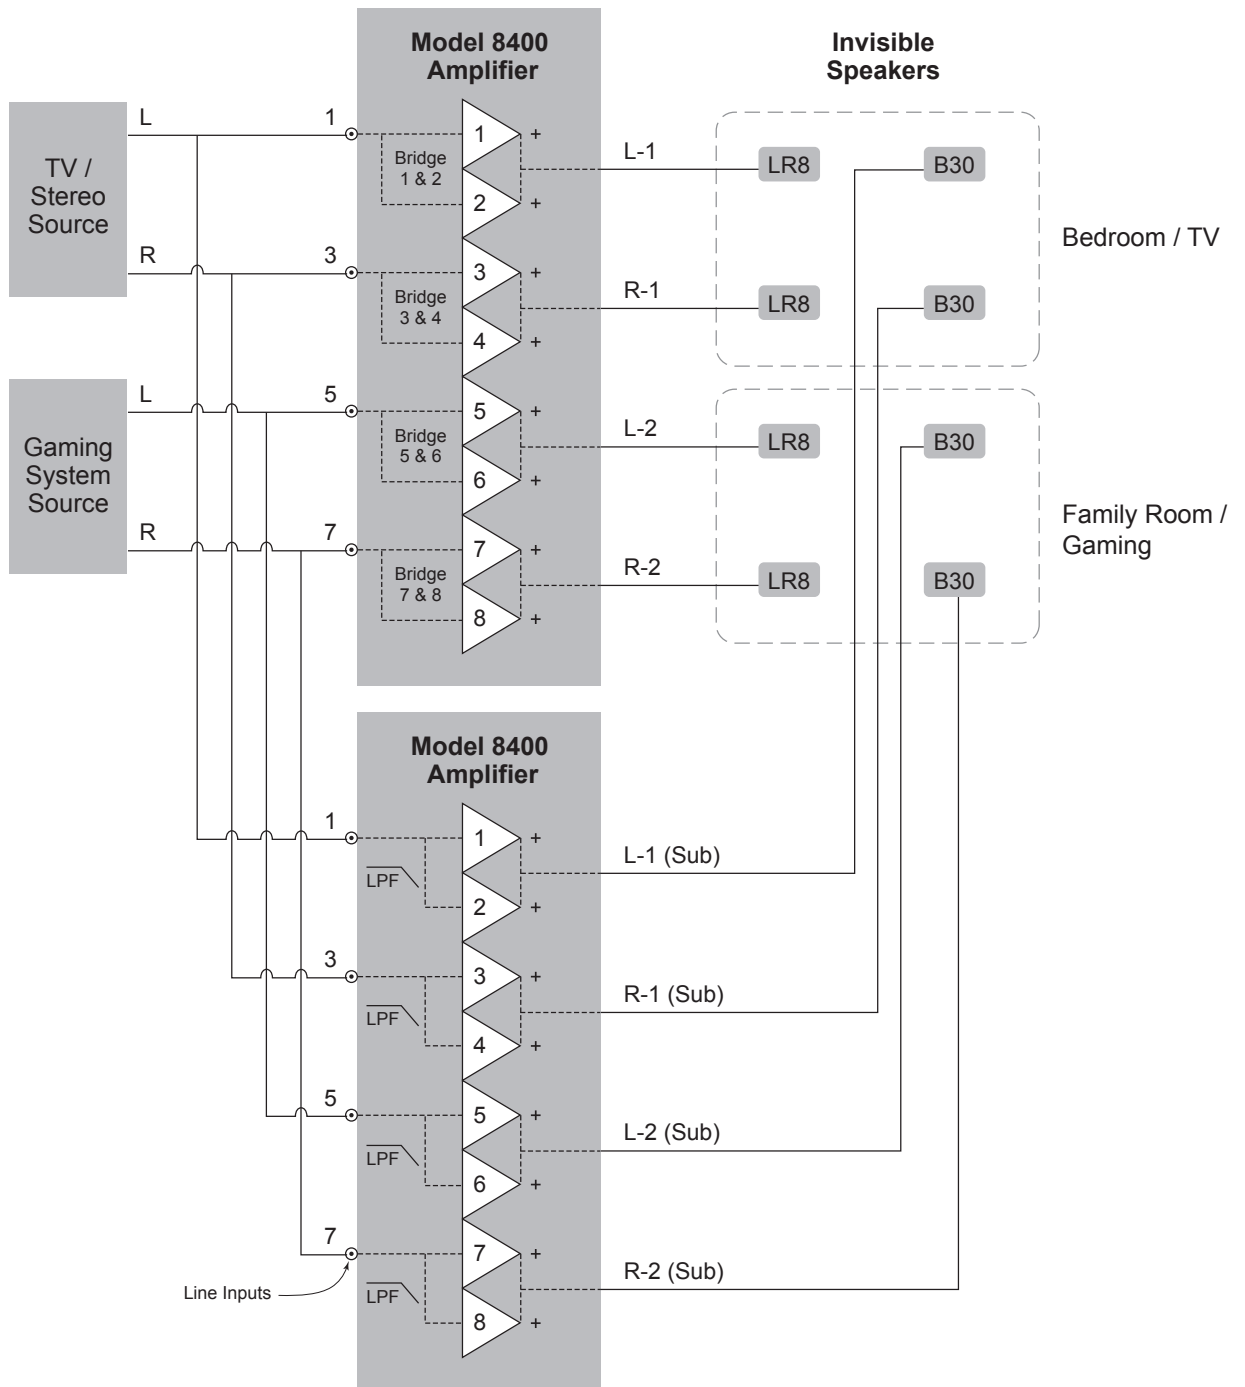 Model 8400
Amplifier
Invisible
Speakers
TV /
Stereo
Source
L
R
1
3
Bridge
1 & 2
1
+
2
+
L-1
LR8
B30
Bridge
3 & 4
3
+
4
+
R-1
LR8
B30
Bedroom / TV
Gaming
System
Source
L
R
5
7
Bridge
5 & 6
5
+
6
+
L-2
LR8
B30
Bridge
7 & 8
7
+
8
+
R-2
LR8
B30
Family Room /
Gaming
Model 8400
Amplifier
1
LPF
1
+
2
+
L-1 (Sub)
3
LPF
3
+
4
+
R-1 (Sub)
5
LPF
5
+
6
+
L-2 (Sub)
7
Line Inputs
LPF
7
+
8
+
R-2 (Sub)